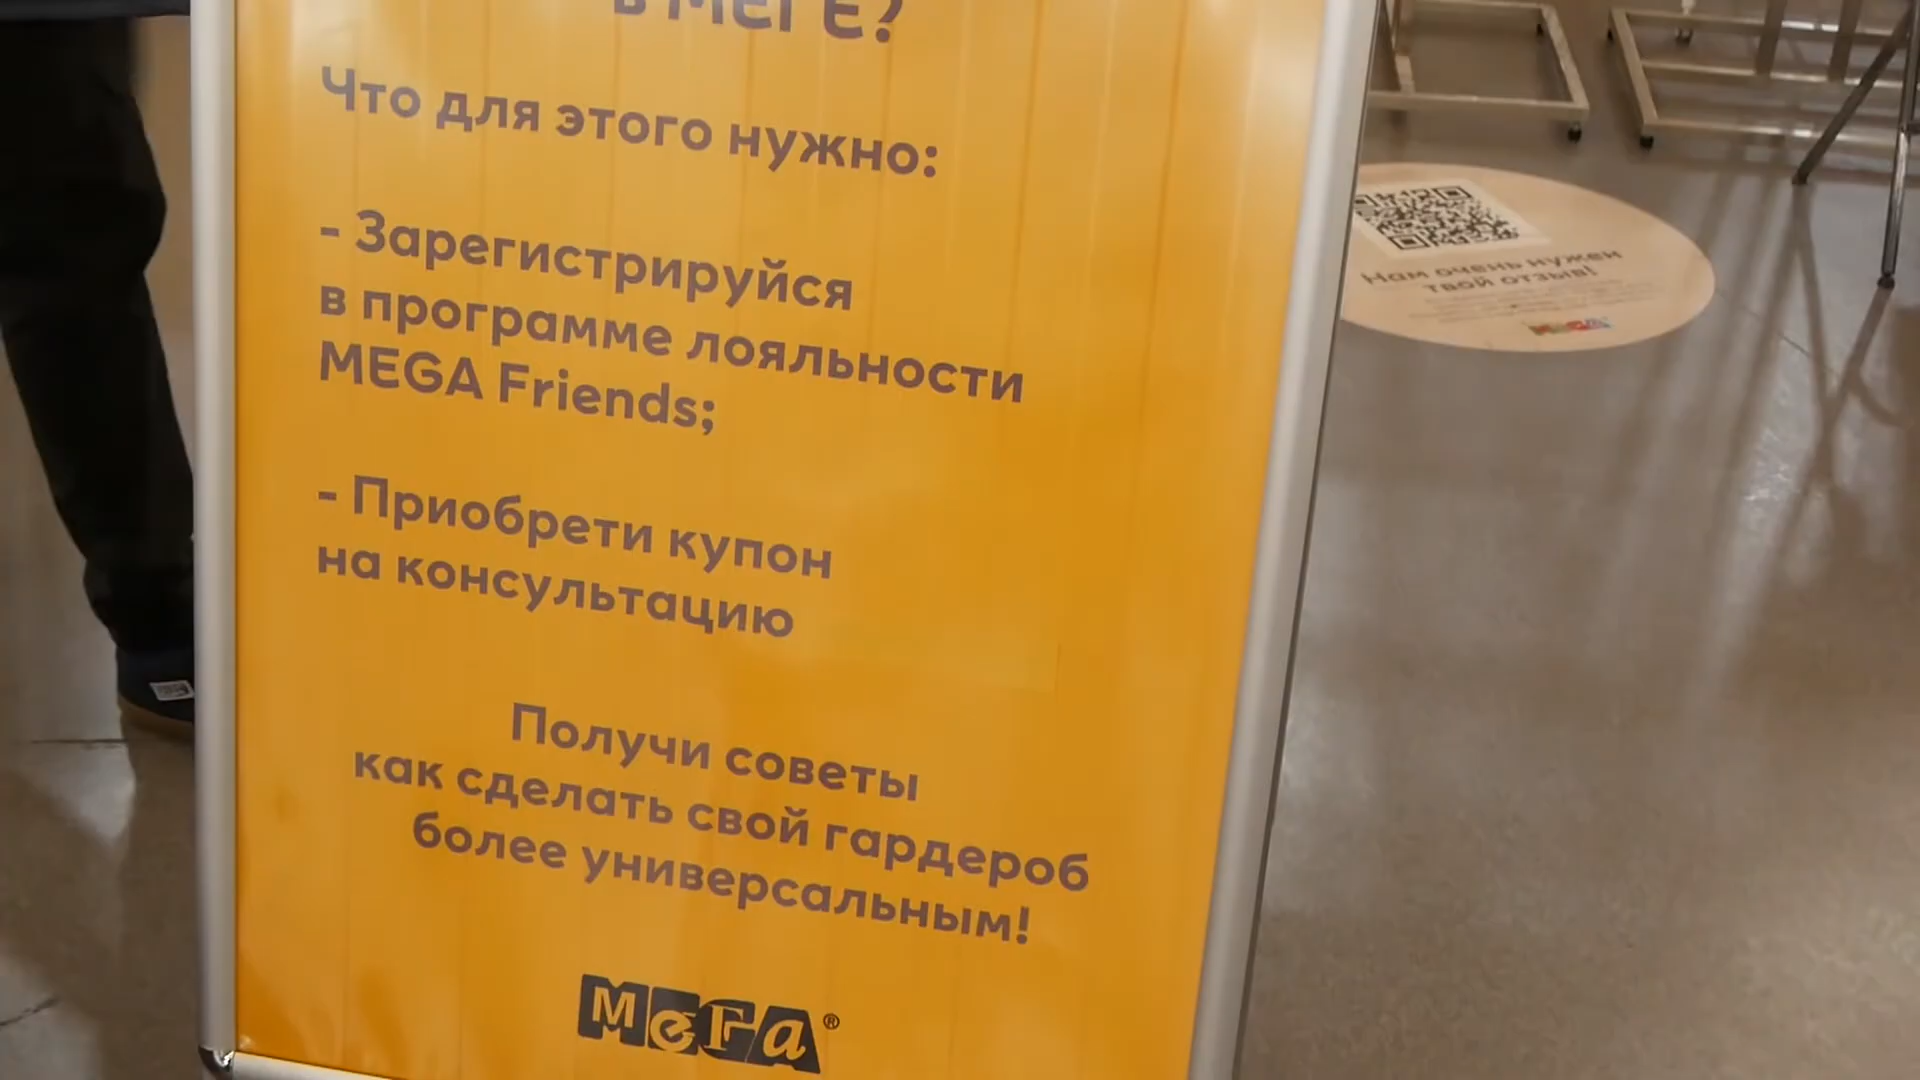 в МЕГЕ?
Что для этого нужно:
- Зарегистрируйся
в программе лояльности
MEGA Friends;
- Приобрети купон
на консультацию
Получи советы
как сделать свой гардероб
более универсальным!
Мега®
Нам очень нужен
твой отзыв!
МЕГА